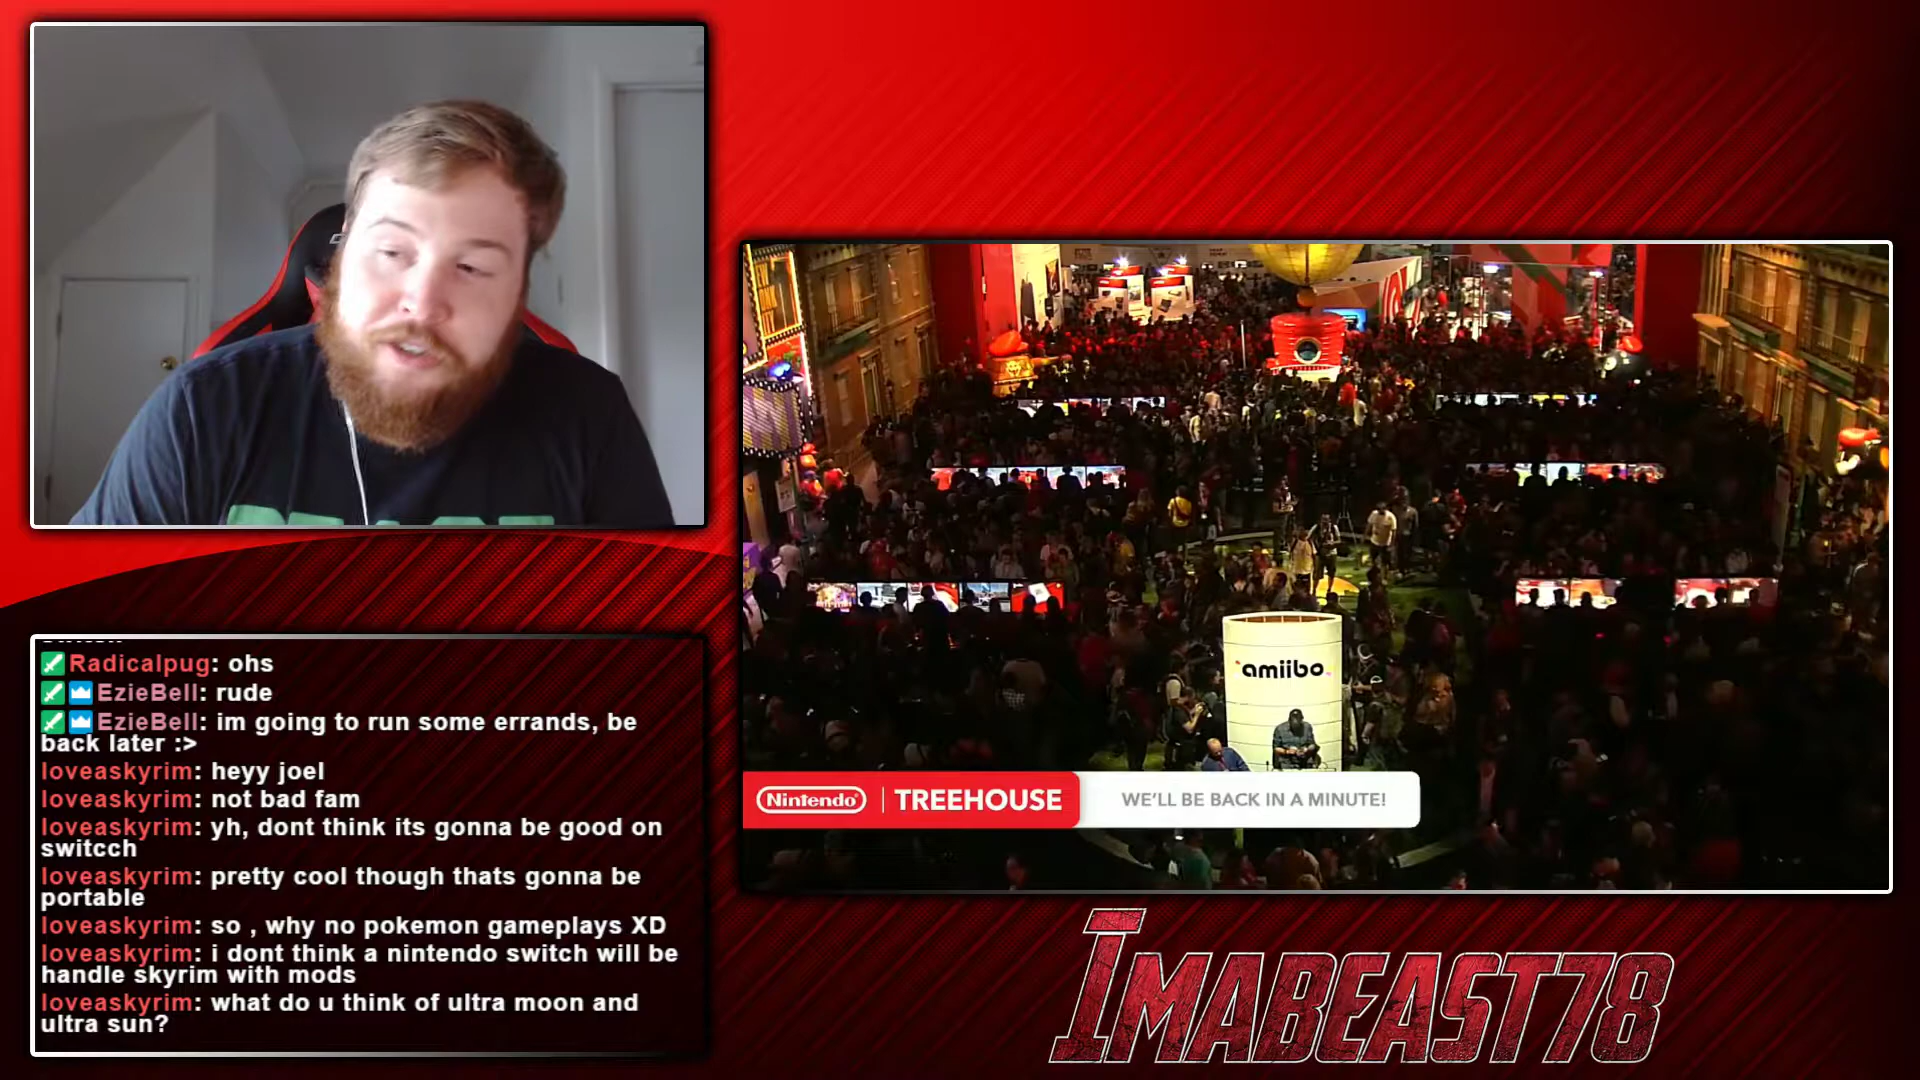 Radicalpug: ohs
EzieBell: rude
EzieBell: im going to run some errands, be
back later :>
loveaskyrim: heyy joel
loveaskyrim: not bad fam
loveaskyrim: yh, dont think its gonna be good on
switcch
loveaskyrim: pretty cool though thats gonna be
portable
loveaskyrim: so , why no pokemon gameplays XD
loveaskyrim: i dont think a nintendo switch will be
handle skyrim with mods
loveaskyrim: what do u think of ultra moon and
ultra sun?
amiibo
Nintendo | TREEHOUSE WE'LL BE BACK IN A MINUTE!
IMABEAST78